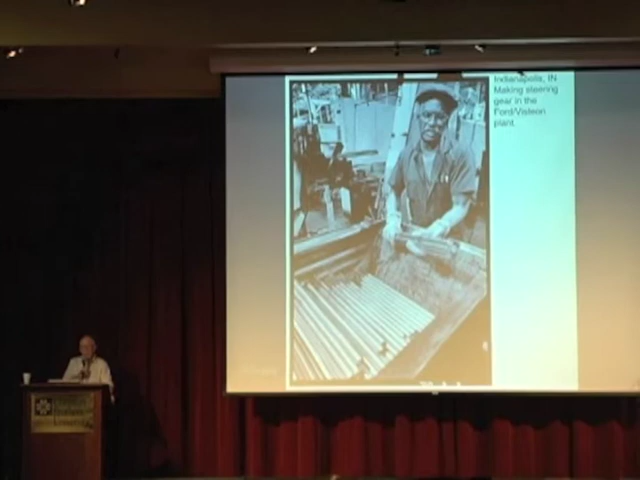 Indianapolis, IN
Making steering
gear in the
Ford/Visteon
plant.